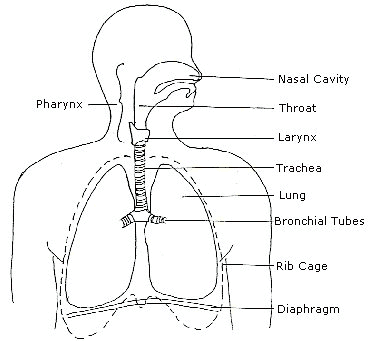 Nasal Cavity
Pharynx
Throat
Larynx
Trachea
Lung
Bronchial Tubes
Rib Cage
Diaphragm